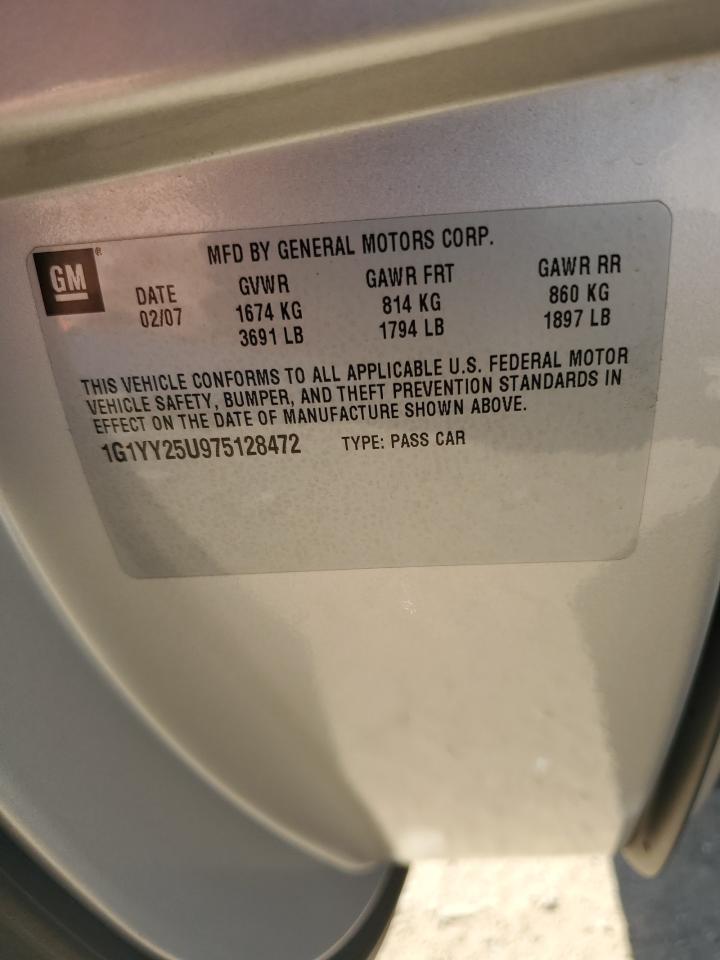 MFD BY GENERAL MOTORS CORP.
GM®
DATE GVWR GAWR FRT GAWR RR
02/07 1674 KG 814 KG 860 KG
3691 LB 1794 LB 1897 LB
THIS VEHICLE CONFORMS TO ALL APPLICABLE U.S. FEDERAL MOTOR
VEHICLE SAFETY, BUMPER, AND THEFT PREVENTION STANDARDS IN
EFFECT ON THE DATE OF MANUFACTURE SHOWN ABOVE.
1G1YY25U975128472 TYPE: PASS CAR